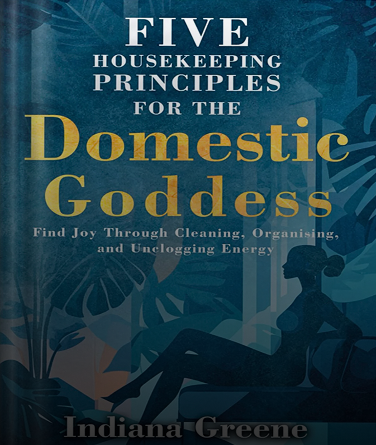 FIVE
HOUSEKEEPING
PRINCIPLES
FOR THE
Domestic
Goddess
Find Joy Through Cleaning, Organising,
and Unclogging Energy
Indiana Greene